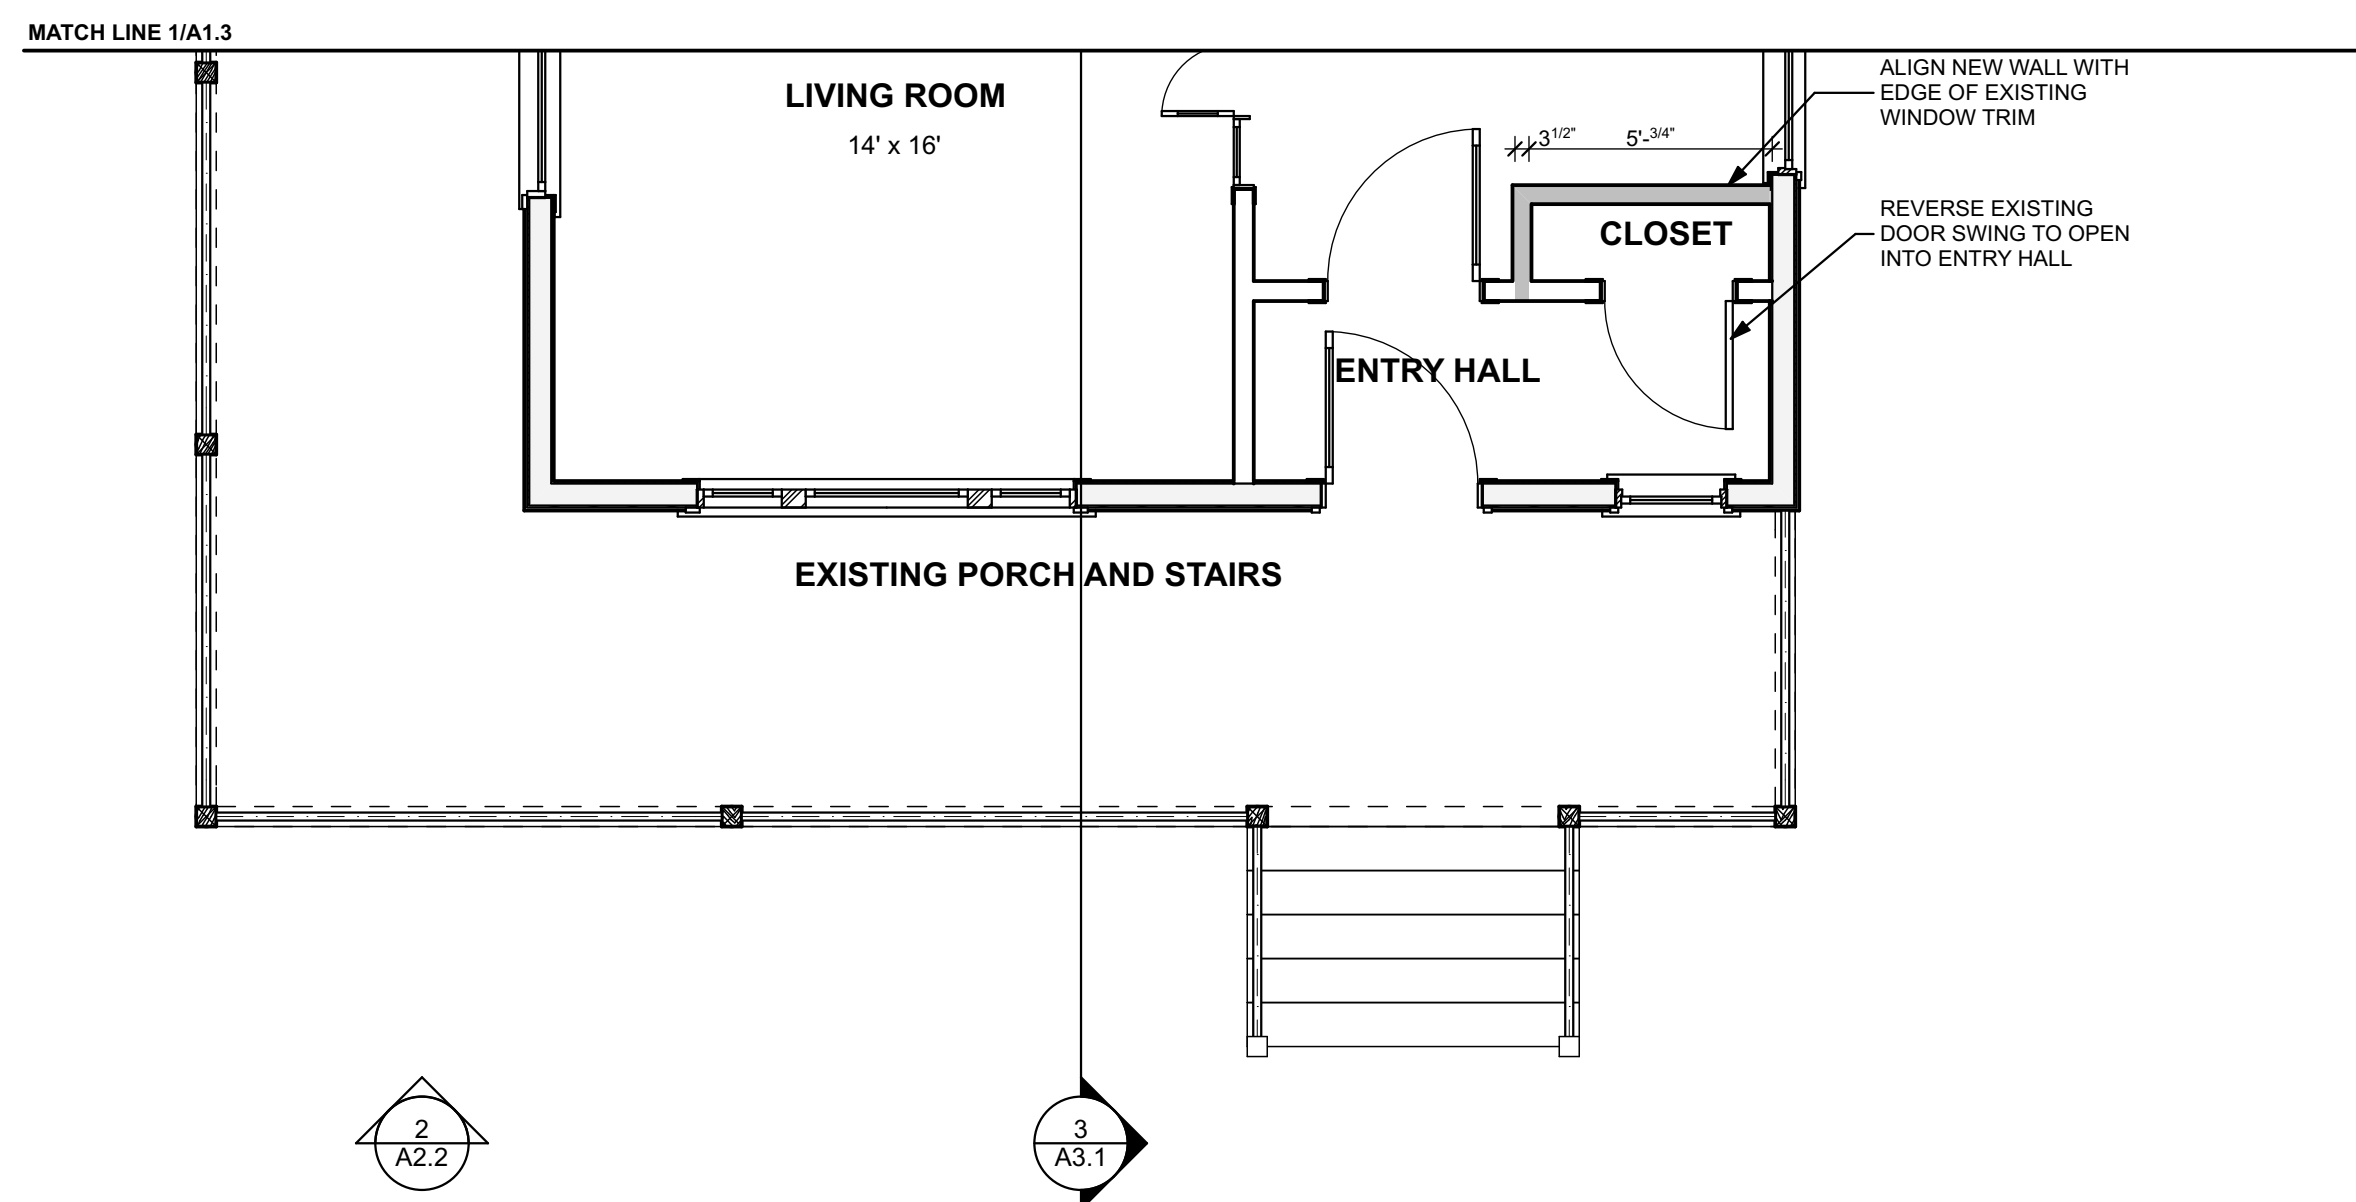 MATCH LINE 1/A1.3
LIVING ROOM
14' x 16'
ALIGN NEW WALL WITH
EDGE OF EXISTING
WINDOW TRIM
3 1/2"
5'-3/4"
CLOSET
REVERSE EXISTING
DOOR SWING TO OPEN
INTO ENTRY HALL
ENTRY HALL
EXISTING PORCH AND STAIRS
2
A2.2
3
A3.1